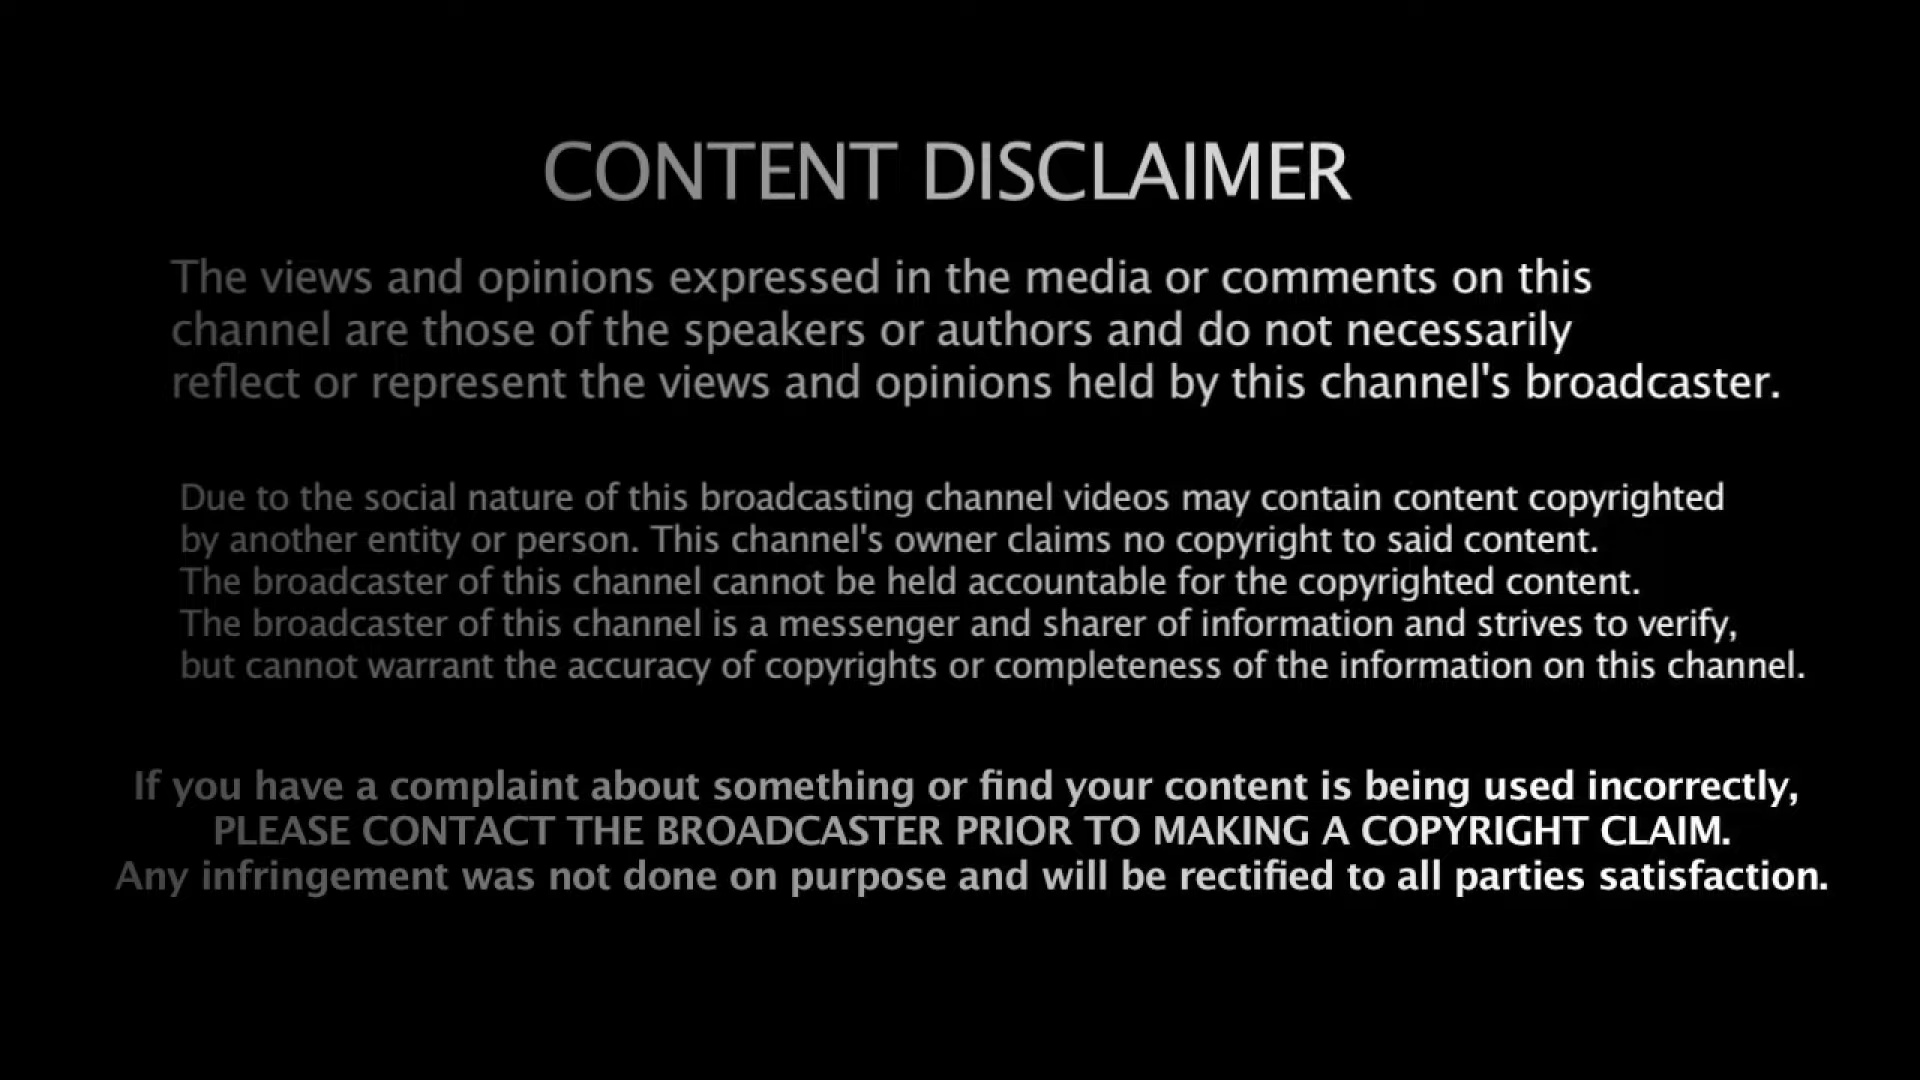 CONTENT DISCLAIMER
The views and opinions expressed in the media or comments on this
channel are those of the speakers or authors and do not necessarily
reflect or represent the views and opinions held by this channel's broadcaster.
Due to the social nature of this broadcasting channel videos may contain content copyrighted
by another entity or person. This channel's owner claims no copyright to said content.
The broadcaster of this channel cannot be held accountable for the copyrighted content.
The broadcaster of this channel is a messenger and sharer of information and strives to verify,
but cannot warrant the accuracy of copyrights or completeness of the information on this channel.
If you have a complaint about something or find your content is being used incorrectly,
PLEASE CONTACT THE BROADCASTER PRIOR TO MAKING A COPYRIGHT CLAIM.
Any infringement was not done on purpose and will be rectified to all parties satisfaction.